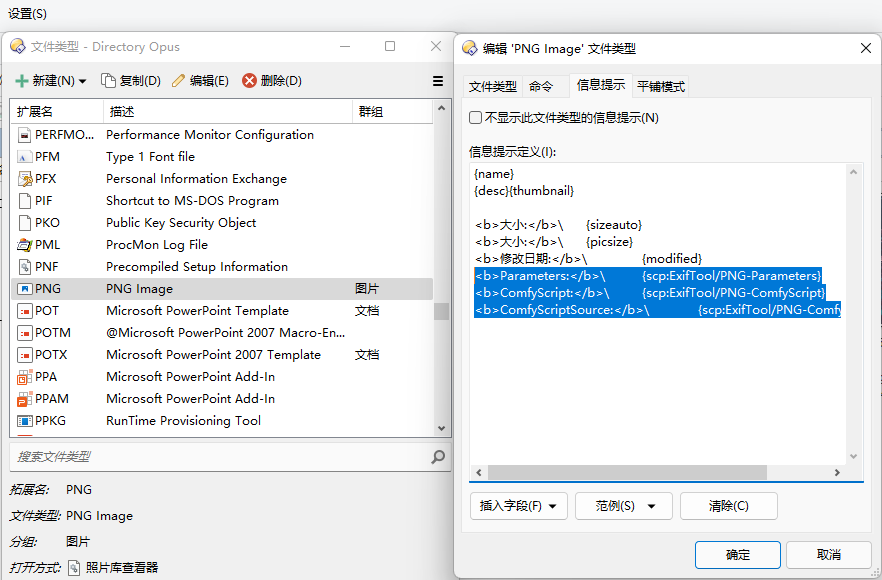 设置(S)
文件类型 - Directory Opus
新建(N)
复制(D)
编辑(E)
删除(D)
扩展名 描述 群组
PERFMO... Performance Monitor Configuration
PFM Type 1 Font file
PFX Personal Information Exchange
PIF Shortcut to MS-DOS Program
PKO Public Key Security Object
PML ProcMon Log File
PNF Precompiled Setup Information
PNG PNG Image 图片
POT Microsoft PowerPoint Template 文档
POTM @Microsoft PowerPoint 2007 Macro-En...
POTX Microsoft PowerPoint 2007 Template 文档
PPA Microsoft PowerPoint Add-In
PPAM Microsoft PowerPoint Add-In
PPKG RunTime Provisioning Tool
搜索文件类型
拓展名: PNG
文件类型: PNG Image
分组: 图片
打开方式: 照片库查看器
编辑 'PNG Image' 文件类型
文件类型 命令 信息提示 平铺模式
不显示此文件类型的信息提示(N)
信息提示定义(I):
{name}
{desc}{thumbnail}
<b>大小:</b>\ {sizeauto}
<b>大小:</b>\ {picsize}
<b>修改日期:</b>\ {modified}
<b>Parameters:</b>\ {scp:ExifTool/PNG-Parameters}
<b>ComfyScript:</b>\ {scp:ExifTool/PNG-ComfyScript}
<b>ComfyScriptSource:</b>\ {scp:ExifTool/PNG-Comfy
插入字段(F) 范例(S) 清除(C)
确定 取消